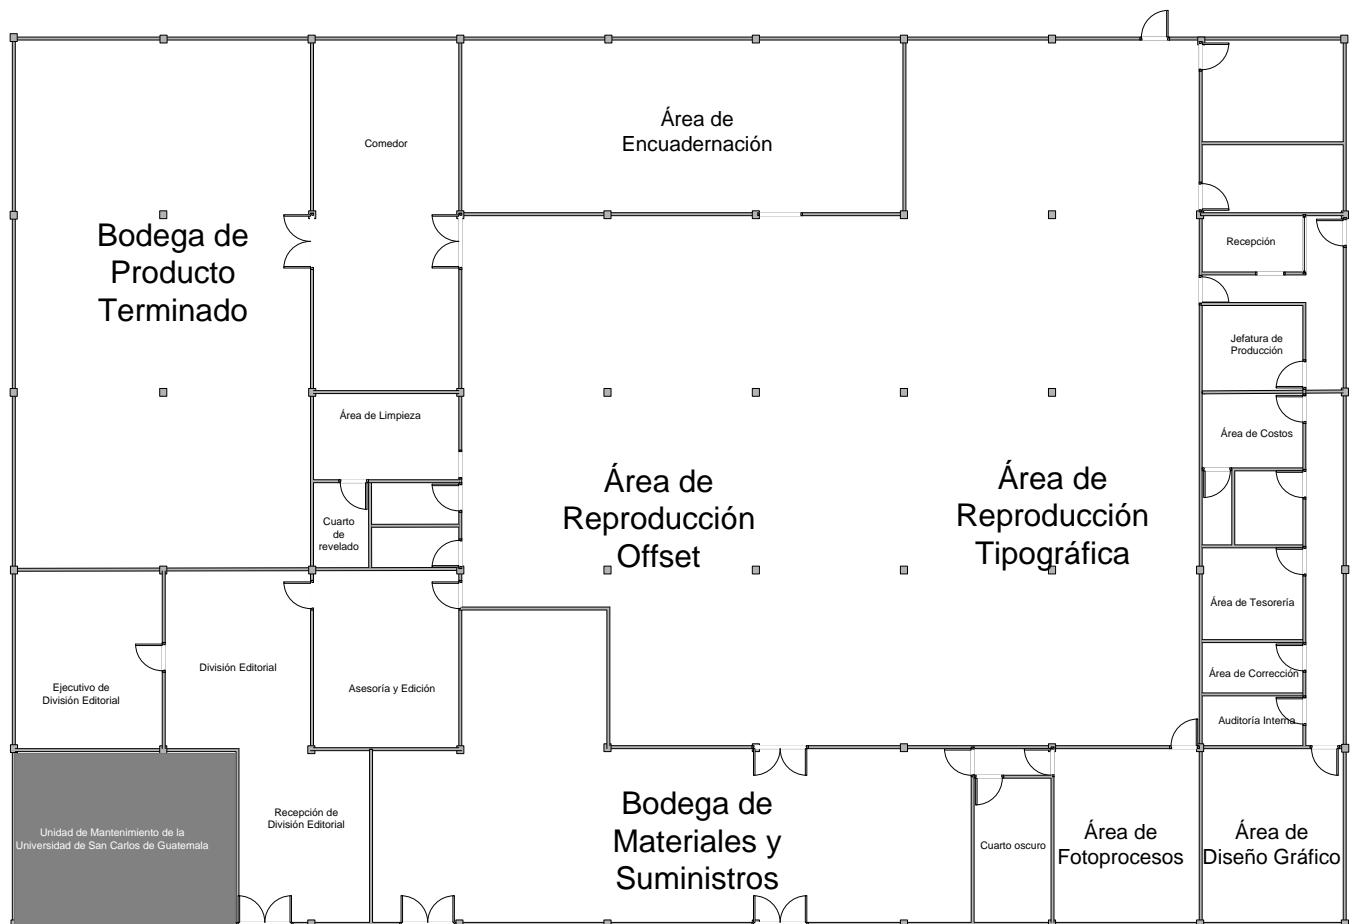 Área de
Encuadernación
Comedor
Bodega de
Producto
Terminado
Recepción
Jefatura de
Producción
Área de Limpieza
Área de Costos
Cuarto
de
revelado
Área de
Reproducción
Offset
Área de
Reproducción
Tipográfica
Área de Tesorería
División Editorial
Ejecutivo de
División Editorial
Asesoría y Edición
Área de Corrección
Auditoría Interna
Unidad de Mantenimiento de la
Universidad de San Carlos de Guatemala
Recepción de
División Editorial
Bodega de
Materiales y
Suministros
Cuarto oscuro
Área de
Fotoprocesos
Área de
Diseño Gráfico